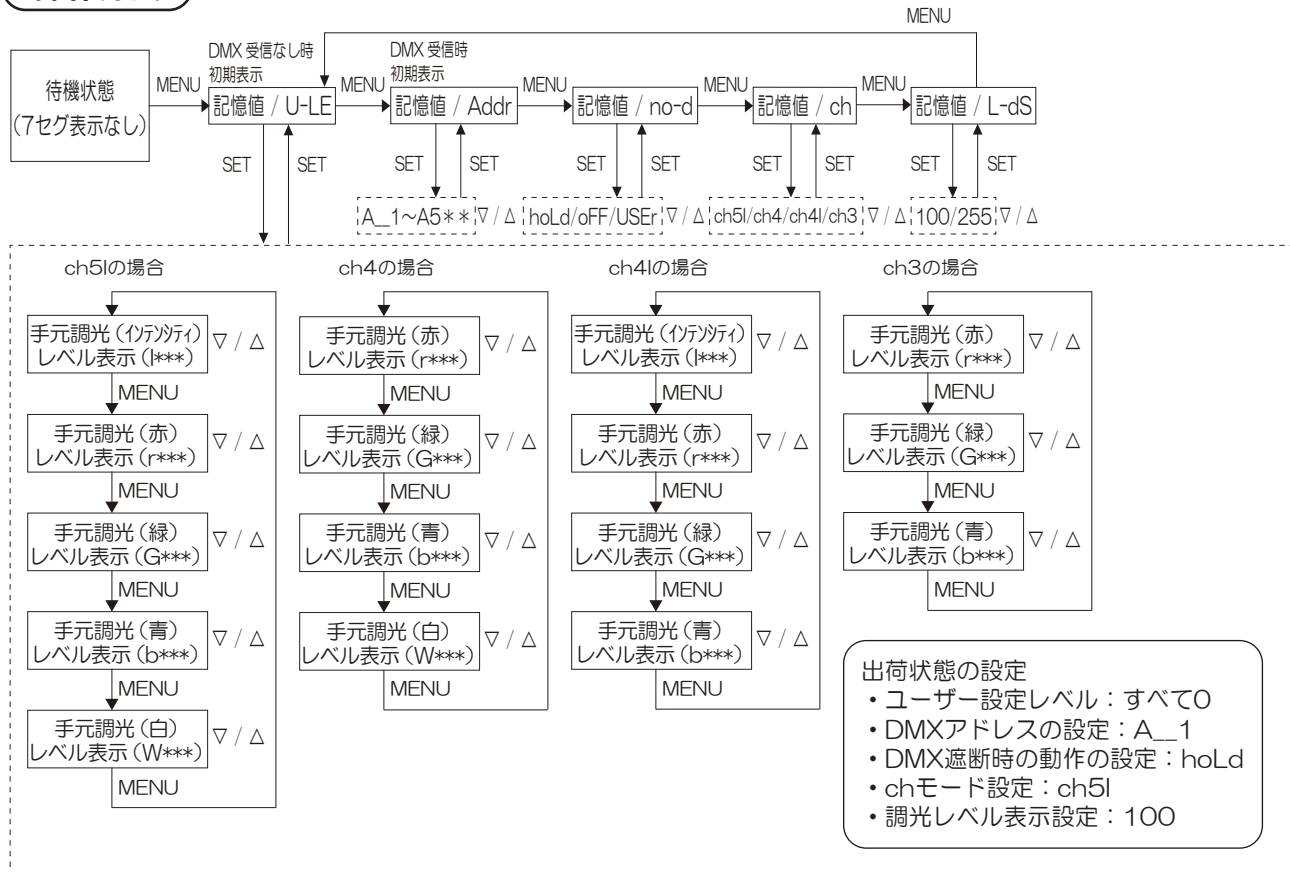 MENU
DMX 受信なし時
初期表示
DMX 受信時
初期表示
待機状態
(7セグ表示なし)
MENU
記憶値 / U-LE
MENU
記憶値 / Addr
MENU
記憶値 / no-d
MENU
記憶値 / ch
MENU
記憶値 / L-dS
SET SET
SET SET
SET SET
SET SET
SET SET
A__1~A5** ▽/△
hoLd/oFF/USEr ▽/△
ch5I/ch4/ch4I/ch3 ▽/△
100/255 ▽/△
ch5Iの場合
手元調光(インテンシティ)
レベル表示(I***)
▽/△
MENU
手元調光(赤)
レベル表示(r***)
▽/△
MENU
手元調光(緑)
レベル表示(G***)
▽/△
MENU
手元調光(青)
レベル表示(b***)
▽/△
MENU
手元調光(白)
レベル表示(W***)
▽/△
MENU
ch4の場合
手元調光(赤)
レベル表示(r***)
▽/△
MENU
手元調光(緑)
レベル表示(G***)
▽/△
MENU
手元調光(青)
レベル表示(b***)
▽/△
MENU
手元調光(白)
レベル表示(W***)
▽/△
MENU
ch4Iの場合
手元調光(インテンシティ)
レベル表示(I***)
▽/△
MENU
手元調光(赤)
レベル表示(r***)
▽/△
MENU
手元調光(緑)
レベル表示(G***)
▽/△
MENU
手元調光(青)
レベル表示(b***)
▽/△
MENU
ch3の場合
手元調光(赤)
レベル表示(r***)
▽/△
MENU
手元調光(緑)
レベル表示(G***)
▽/△
MENU
手元調光(青)
レベル表示(b***)
▽/△
MENU
出荷状態の設定
・ユーザー設定レベル：すべて0
・DMXアドレスの設定：A__1
・DMX遮断時の動作の設定：hoLd
・chモード設定：ch5I
・調光レベル表示設定：100